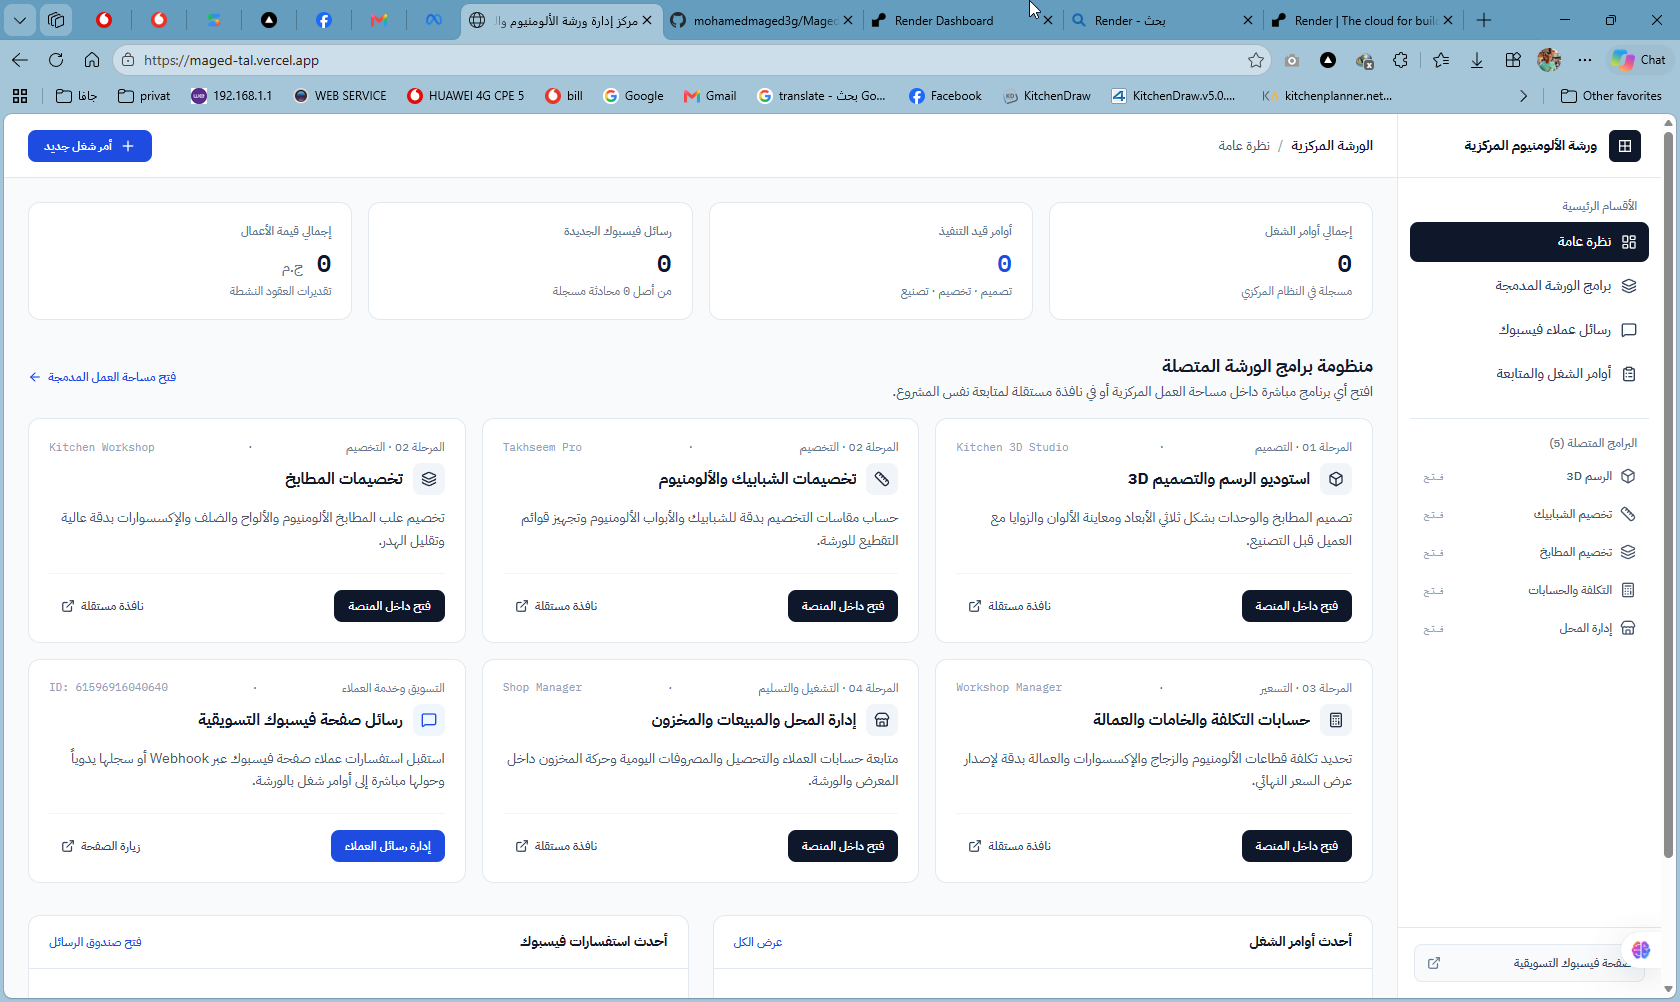 مركز إدارة ورشة الألومنيوم وال
mohamedmaged3g/Maged
Render Dashboard
Render - بحث
Render | The cloud for buil
https://maged-tal.vercel.app
Chat
جافا
privat
192.168.1.1
WEB SERVICE
HUAWEI 4G CPE 5
bill
Google
Gmail
translate - بحث Go...
Facebook
KitchenDraw
KitchenDraw.v5.0....
kitchenplanner.net...
Other favorites
ورشة الألومنيوم المركزية
الورشة المركزية / نظرة عامة
أمر شغل جديد
الأقسام الرئيسية
نظرة عامة
برامج الورشة المدمجة
رسائل عملاء فيسبوك
أوامر الشغل والمتابعة
البرامج المتصلة (5)
الرسم 3D
فتح
تخصيم الشبابيك
فتح
تخصيم المطابخ
فتح
التكلفة والحسابات
فتح
إدارة المحل
فتح
صفحة فيسبوك التسويقية
إجمالي أوامر الشغل
0
مسجلة في النظام المركزي
أوامر قيد التنفيذ
0
تصميم · تخصيم · تصنيع
رسائل فيسبوك الجديدة
0
من أصل 0 محادثة مسجلة
إجمالي قيمة الأعمال
0 ج.م
تقديرات العقود النشطة
منظومة برامج الورشة المتصلة
افتح أي برنامج مباشرة داخل مساحة العمل المركزية أو في نافذة مستقلة لمتابعة نفس المشروع.
فتح مساحة العمل المدمجة
المرحلة 01 · التصميم
·
Kitchen 3D Studio
استوديو الرسم والتصميم 3D
تصميم المطابخ والوحدات بشكل ثلاثي الأبعاد ومعاينة الألوان والزوايا مع
العميل قبل التصنيع.
فتح داخل المنصة
نافذة مستقلة
المرحلة 02 · التخصيم
·
Takhseem Pro
تخصيمات الشبابيك والألومنيوم
حساب مقاسات التخصيم بدقة للشبابيك والأبواب الألومنيوم وتجهيز قوائم
التقطيع للورشة.
فتح داخل المنصة
نافذة مستقلة
المرحلة 02 · التخصيم
·
Kitchen Workshop
تخصيمات المطابخ
تخصيم علب المطابخ الألومنيوم والألواح والضلف والإكسسوارات بدقة عالية
وتقليل الهدر.
فتح داخل المنصة
نافذة مستقلة
المرحلة 03 · التسعير
·
Workshop Manager
حسابات التكلفة والخامات والعمالة
تحديد تكلفة قطاعات الألومنيوم والزجاج والإكسسوارات والعمالة بدقة لإصدار
عرض السعر النهائي.
فتح داخل المنصة
نافذة مستقلة
المرحلة 04 · التشغيل والتسليم
·
Shop Manager
إدارة المحل والمبيعات والمخزون
متابعة حسابات العملاء والتحصيل والمصروفات اليومية وحركة المخزون داخل
المعرض والورشة.
فتح داخل المنصة
نافذة مستقلة
التسويق وخدمة العملاء
·
ID: 61596916040640
رسائل صفحة فيسبوك التسويقية
استقبل استفسارات عملاء صفحة فيسبوك عبر Webhook أو سجلها يدوياً
وحولها مباشرة إلى أوامر شغل بالورشة.
إدارة رسائل العملاء
زيارة الصفحة
أحدث أوامر الشغل
عرض الكل
أحدث استفسارات فيسبوك
فتح صندوق الرسائل